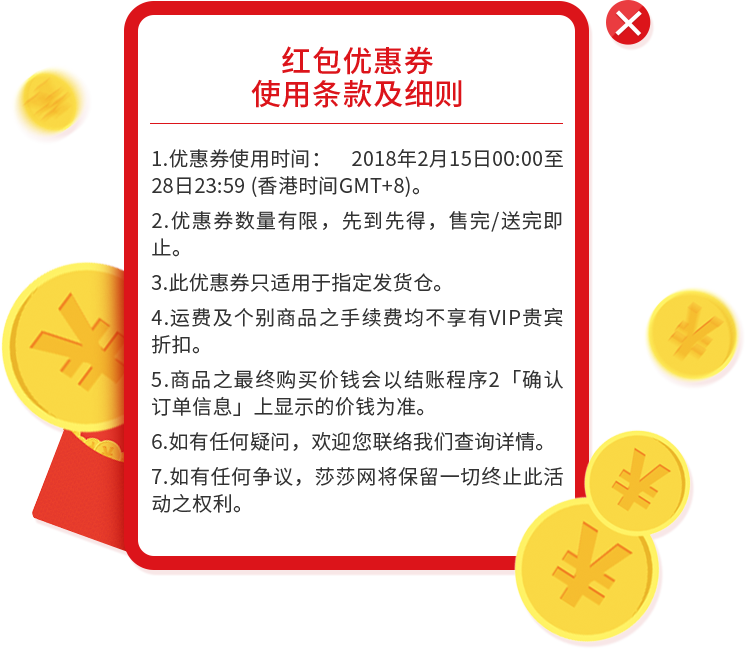 红包优惠券
使用条款及细则
1.优惠券使用时间： 2018年2月15日00:00至
28日23:59 (香港时间GMT+8)。
2.优惠券数量有限，先到先得，售完/送完即
止。
3.此优惠券只适用于指定发货仓。
4.运费及个别商品之手续费均不享有VIP贵宾
折扣。
5.商品之最终购买价钱会以结账程序2「确认
订单信息」上显示的价钱为准。
6.如有任何疑问，欢迎您联络我们查询详情。
7.如有任何争议，莎莎网将保留一切终止此活
动之权利。